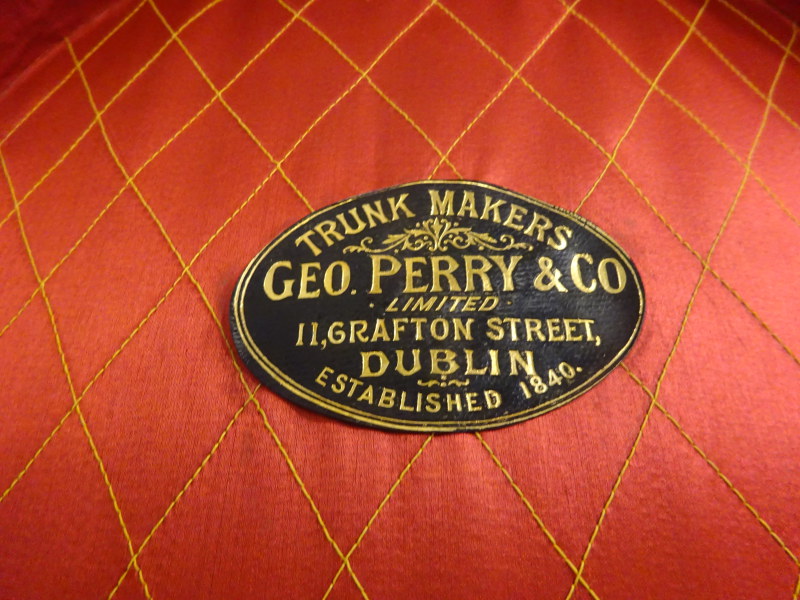 TRUNK MAKERS
GEO. PERRY & CO
· LIMITED ·
11, GRAFTON STREET,
DUBLIN
ESTABLISHED 1840.